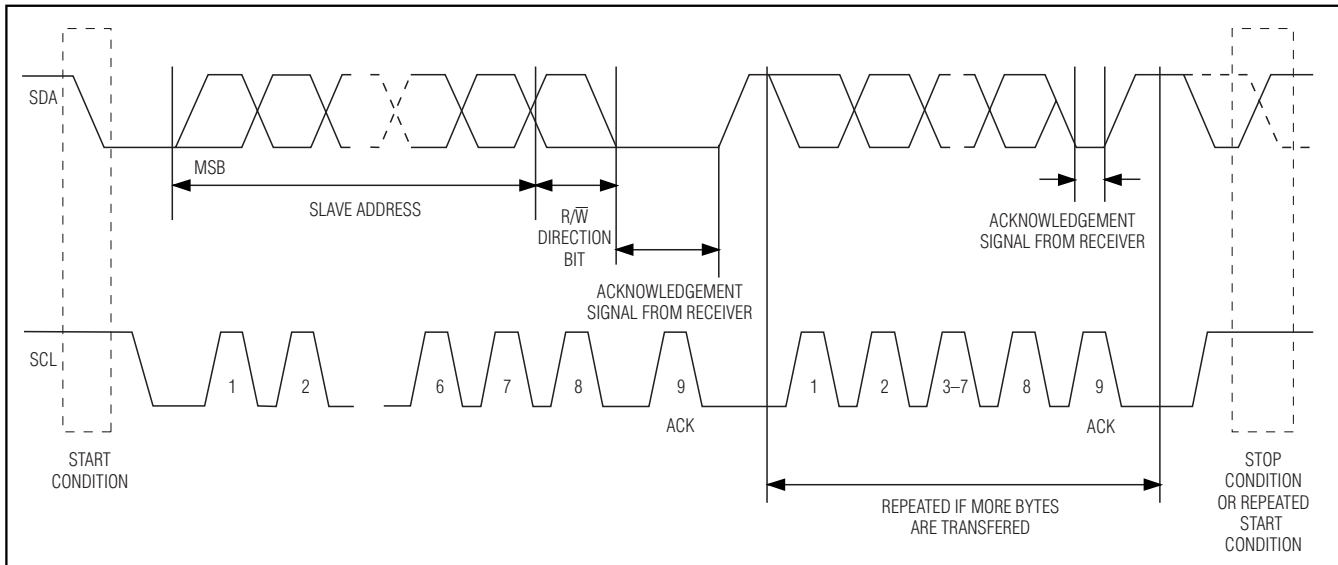 SDA
MSB
SLAVE ADDRESS
R/W̅
DIRECTION
BIT
ACKNOWLEDGEMENT
SIGNAL FROM RECEIVER
ACKNOWLEDGEMENT
SIGNAL FROM RECEIVER
SCL
1
2
6
7
8
9
ACK
1
2
3–7
8
9
ACK
START
CONDITION
REPEATED IF MORE BYTES
ARE TRANSFERED
STOP
CONDITION
OR REPEATED
START
CONDITION